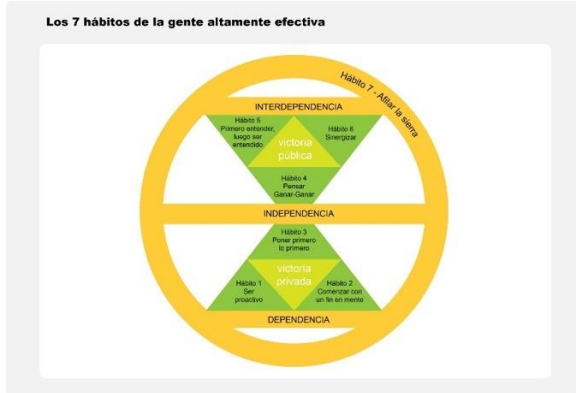 Los 7 hábitos de la gente altamente efectiva
Hábito 7 - Afilar la sierra
INTERDEPENDENCIA
Hábito 5
Primero entender,
luego ser
entendido
victoria
pública
Hábito 6
Sinergizar
Hábito 4
Pensar
Ganar-Ganar
INDEPENDENCIA
Hábito 3
Poner primero
lo primero
victoria
privada
Hábito 1
Ser
proactivo
Hábito 2
Comenzar con
un fin en mente
DEPENDENCIA